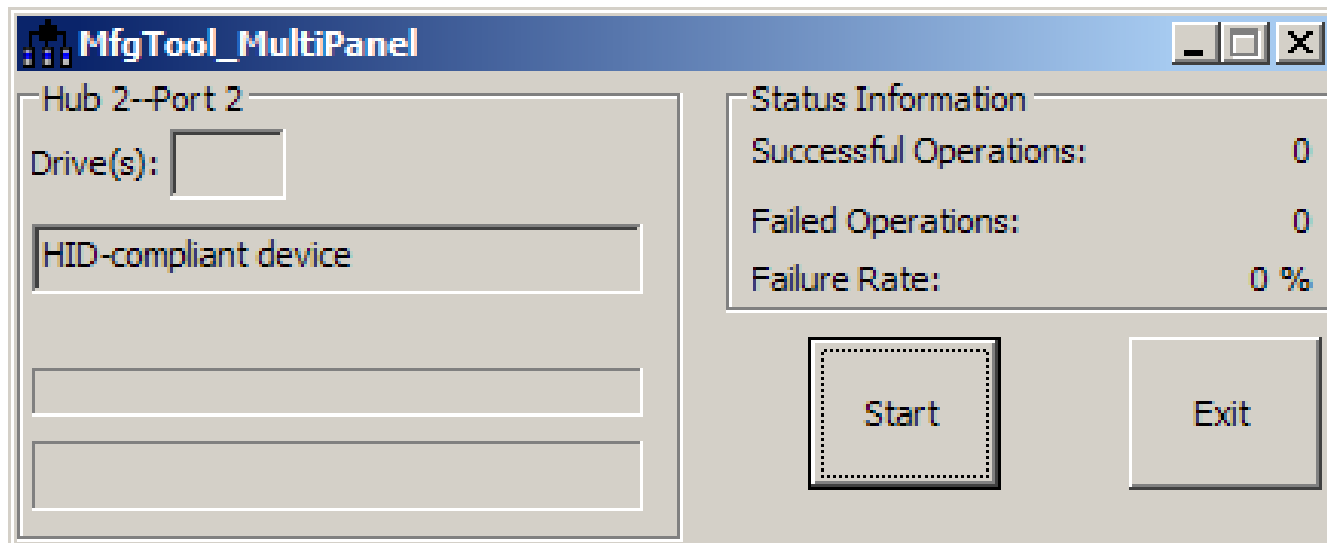 MfgTool_MultiPanel
Hub 2--Port 2
Drive(s):
HID-compliant device
Status Information
Successful Operations: 0
Failed Operations: 0
Failure Rate: 0 %
Start
Exit